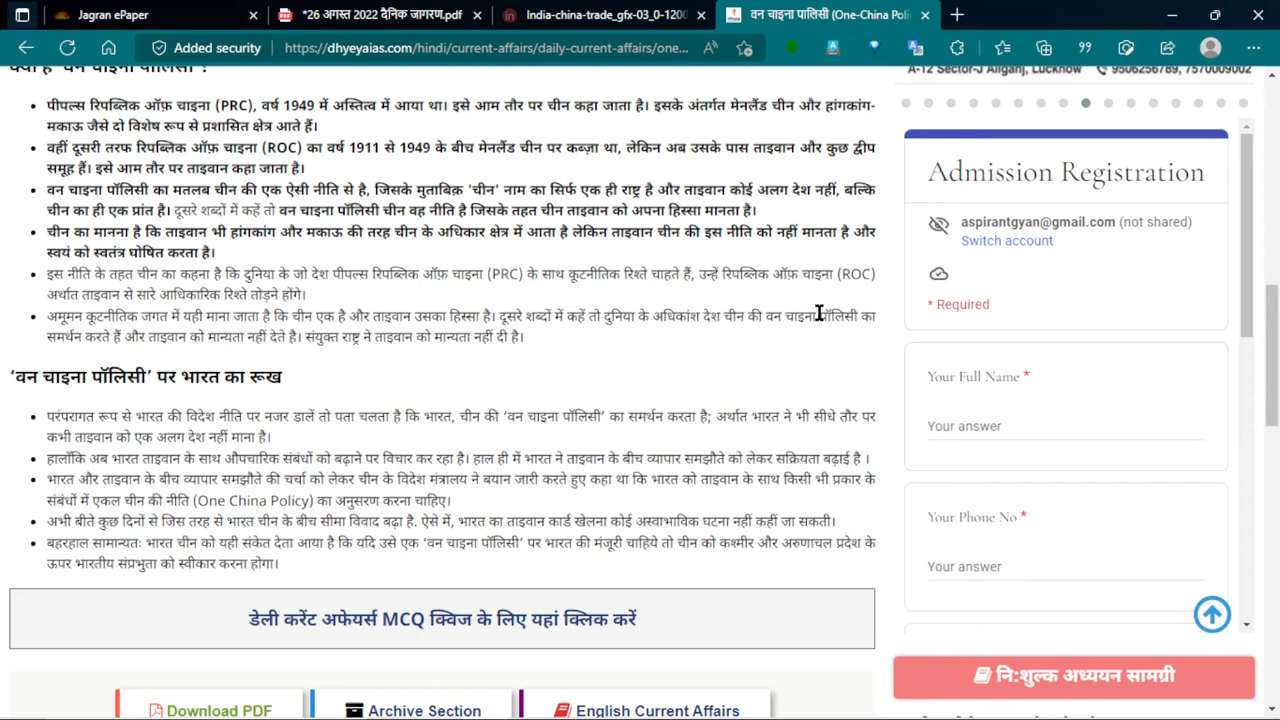 Jagran ePaper
*26 अगस्त 2022 दैनिक जागरण.pdf
India-china-trade_gfx-03_0-1200
वन चाइना पालिसी (One-China Poli
Added security
https://dhyeyaias.com/hindi/current-affairs/daily-current-affairs/one...
क्या है 'वन चाइना पॉलिसी'?
पीपल्स रिपब्लिक ऑफ़ चाइना (PRC), वर्ष 1949 में अस्तित्व में आया था। इसे आम तौर पर चीन कहा जाता है। इसके अंतर्गत मेनलैंड चीन और हांगकांग-
मकाऊ जैसे दो विशेष रूप से प्रशासित क्षेत्र आते हैं।
वहीं दूसरी तरफ रिपब्लिक ऑफ़ चाइना (ROC) का वर्ष 1911 से 1949 के बीच मेनलैंड चीन पर कब्ज़ा था, लेकिन अब उसके पास ताइवान और कुछ द्वीप
समूह हैं। इसे आम तौर पर ताइवान कहा जाता है।
वन चाइना पॉलिसी का मतलब चीन की एक ऐसी नीति से है, जिसके मुताबिक़ 'चीन' नाम का सिर्फ एक ही राष्ट्र है और ताइवान कोई अलग देश नहीं, बल्कि
चीन का ही एक प्रांत है। दूसरे शब्दों में कहें तो वन चाइना पॉलिसी चीन वह नीति है जिसके तहत चीन ताइवान को अपना हिस्सा मानता है।
चीन का मानना है कि ताइवान भी हांगकांग और मकाऊ की तरह चीन के अधिकार क्षेत्र में आता है लेकिन ताइवान चीन की इस नीति को नहीं मानता है और
स्वयं को स्वतंत्र घोषित करता है।
इस नीति के तहत चीन का कहना है कि दुनिया के जो देश पीपल्स रिपब्लिक ऑफ़ चाइना (PRC) के साथ कूटनीतिक रिश्ते चाहते हैं, उन्हें रिपब्लिक ऑफ़ चाइना (ROC)
अर्थात ताइवान से सारे आधिकारिक रिश्ते तोड़ने होंगे।
अमूमन कूटनीतिक जगत में यही माना जाता है कि चीन एक है और ताइवान उसका हिस्सा है। दूसरे शब्दों में कहें तो दुनिया के अधिकांश देश चीन की वन चाइना पॉलिसी का
समर्थन करते हैं और ताइवान को मान्यता नहीं देते है। संयुक्त राष्ट्र ने ताइवान को मान्यता नहीं दी है।
'वन चाइना पॉलिसी' पर भारत का रूख
परंपरागत रूप से भारत की विदेश नीति पर नजर डालें तो पता चलता है कि भारत, चीन की 'वन चाइना पॉलिसी' का समर्थन करता है; अर्थात भारत ने भी सीधे तौर पर
कभी ताइवान को एक अलग देश नहीं माना है।
हालाँकि अब भारत ताइवान के साथ औपचारिक संबंधों को बढ़ाने पर विचार कर रहा है। हाल ही में भारत ने ताइवान के बीच व्यापार समझौते को लेकर सक्रियता बढ़ाई है ।
भारत और ताइवान के बीच व्यापार समझौते की चर्चा को लेकर चीन के विदेश मंत्रालय ने बयान जारी करते हुए कहा था कि भारत को ताइवान के साथ किसी भी प्रकार के
संबंधों में एकल चीन की नीति (One China Policy) का अनुसरण करना चाहिए।
अभी बीते कुछ दिनों से जिस तरह से भारत चीन के बीच सीमा विवाद बढ़ा है. ऐसे में, भारत का ताइवान कार्ड खेलना कोई अस्वाभाविक घटना नहीं कहीं जा सकती।
बहरहाल सामान्यतः भारत चीन को यही संकेत देता आया है कि यदि उसे एक 'वन चाइना पॉलिसी' पर भारत की मंजूरी चाहिये तो चीन को कश्मीर और अरुणाचल प्रदेश के
ऊपर भारतीय संप्रभुता को स्वीकार करना होगा।
डेली करेंट अफेयर्स MCQ क्विज के लिए यहां क्लिक करें
Download PDF
Archive Section
English Current Affairs
A-12 Sector-J Aliganj, Lucknow 9506256789, 7570009002
Admission Registration
aspirantgyan@gmail.com (not shared)
Switch account
* Required
Your Full Name *
Your answer
Your Phone No *
Your answer
नि:शुल्क अध्ययन सामग्री